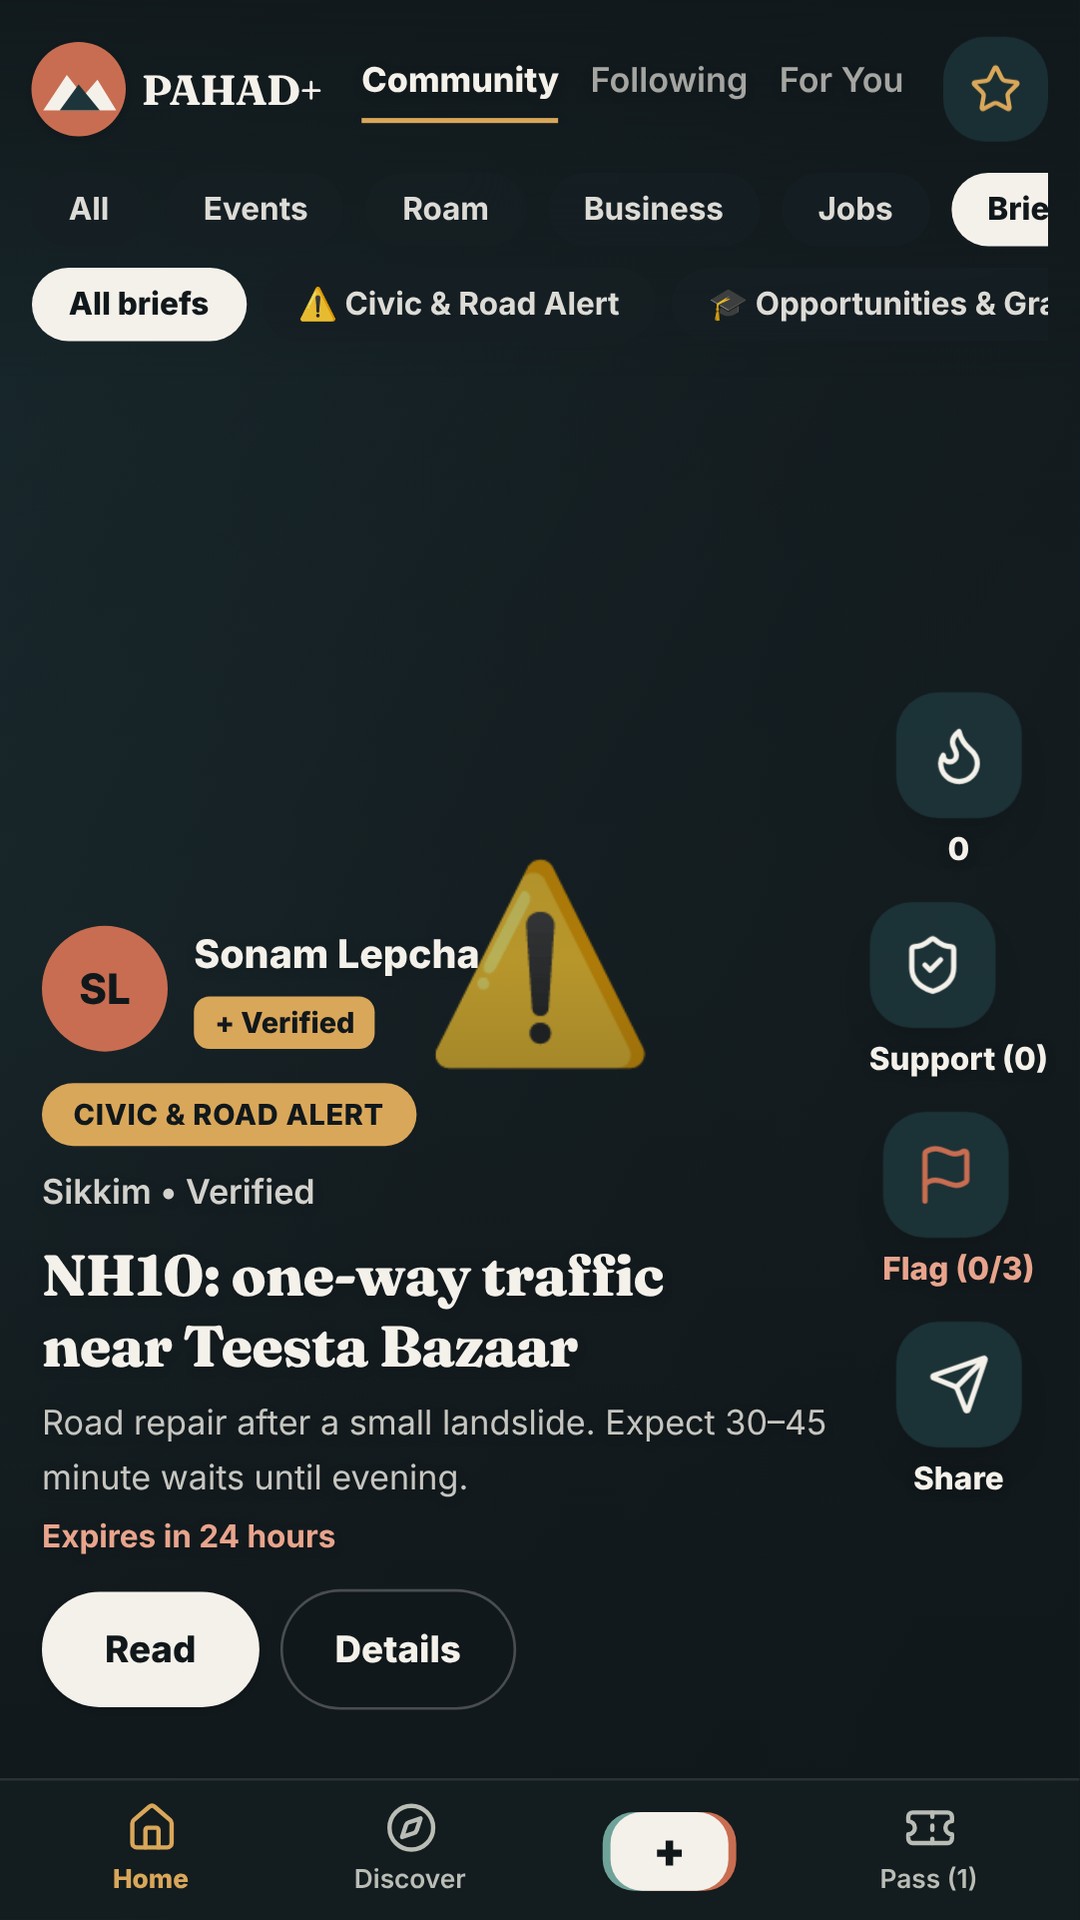 PAHAD+
Community
Following
For You
All
Events
Roam
Business
Jobs
Brie
All briefs
⚠️ Civic & Road Alert
🎓 Opportunities & Gra
0
Sonam Lepcha
SL
+ Verified
Support (0)
CIVIC & ROAD ALERT
Sikkim • Verified
Flag (0/3)
NH10: one-way traffic
near Teesta Bazaar
Road repair after a small landslide. Expect 30–45
minute waits until evening.
Share
Expires in 24 hours
Read
Details
Home
Discover
+
Pass (1)